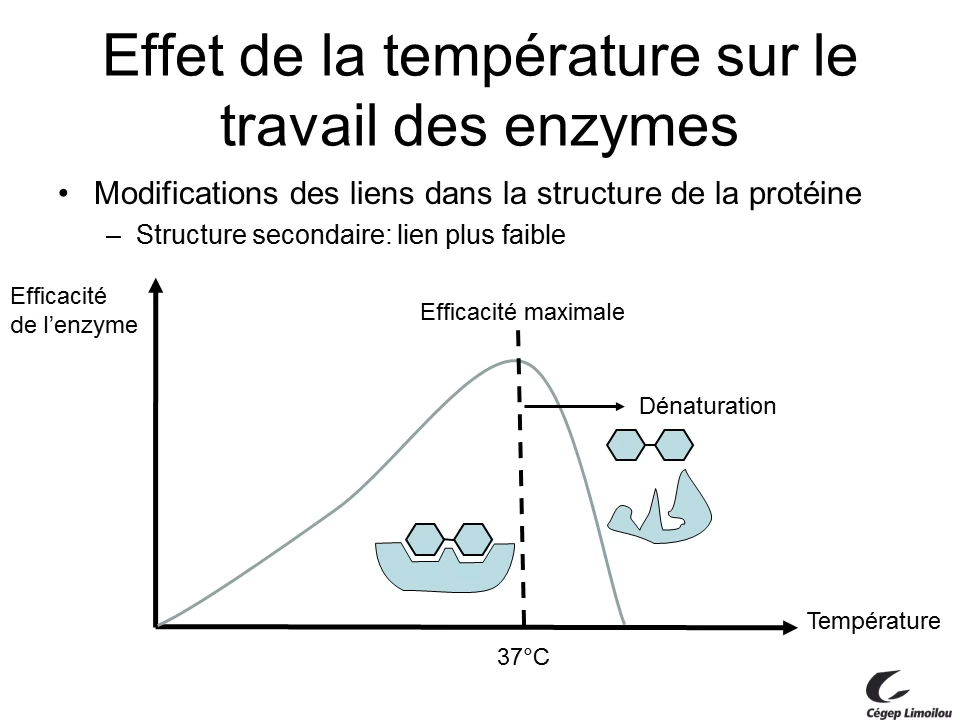 Effet de la température sur le
travail des enzymes
• Modifications des liens dans la structure de la protéine
– Structure secondaire: lien plus faible
Efficacité
de l’enzyme
Efficacité maximale
Dénaturation
Température
37°C
Cégep Limoilou